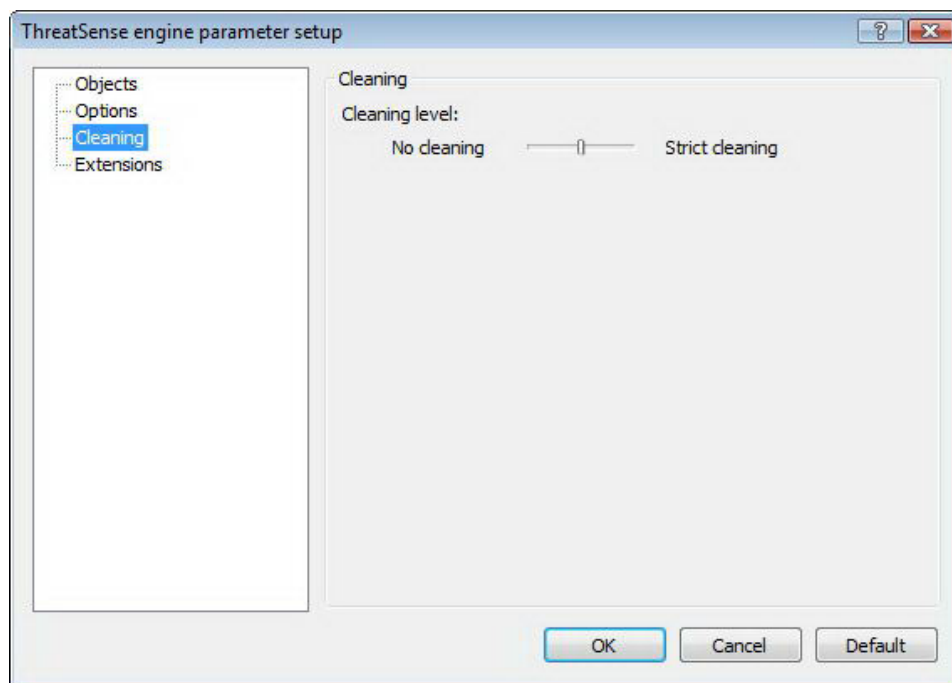 ThreatSense engine parameter setup
?
Objects
Options
Cleaning
Extensions
Cleaning
Cleaning level:
No cleaning
Strict cleaning
OK
Cancel
Default